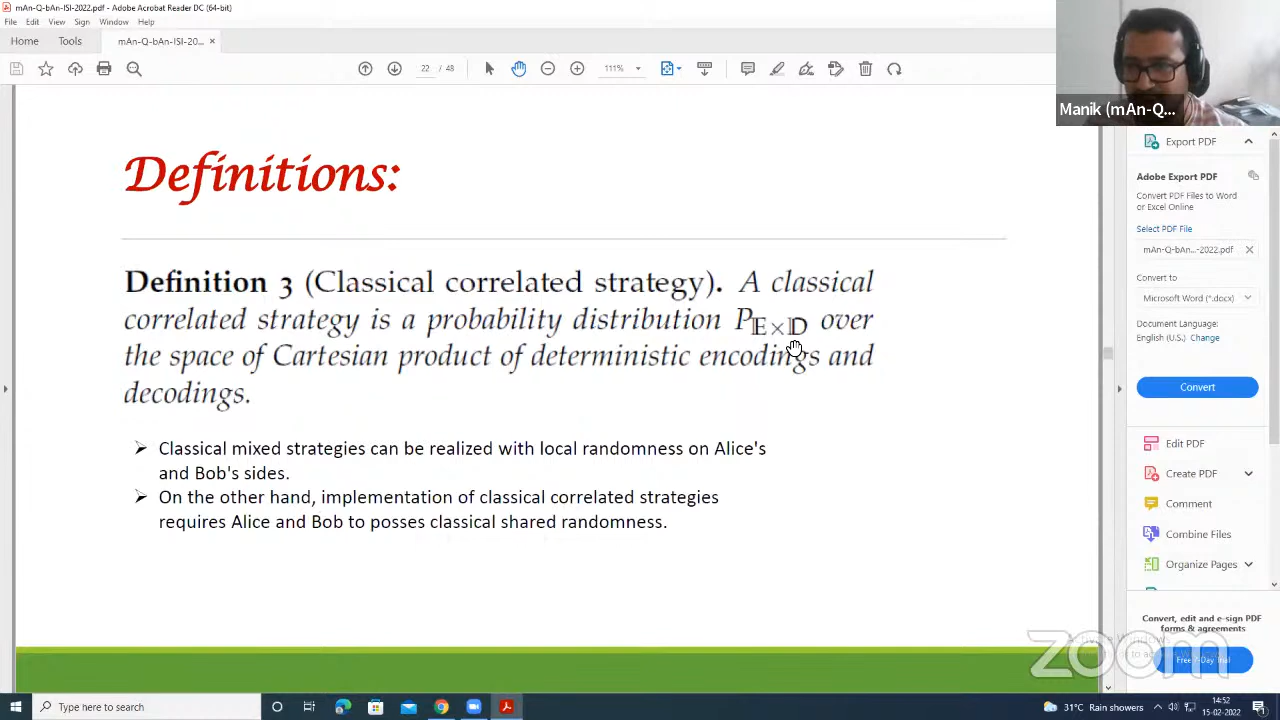 mAn-Q-bAn-ISI-2022.pdf - Adobe Acrobat Reader DC (64-bit)
File Edit View Sign Window Help
Home Tools mAn-Q-bAn-ISI-20... ×
22 / 48 111%
Manik (mAn-Q...
Definitions:
Definition 3 (Classical correlated strategy). A classical
correlated strategy is a probability distribution P𝔼×𝔻 over
the space of Cartesian product of deterministic encodings and
decodings.
➢ Classical mixed strategies can be realized with local randomness on Alice's
and Bob's sides.
➢ On the other hand, implementation of classical correlated strategies
requires Alice and Bob to posses classical shared randomness.
Export PDF
Adobe Export PDF
Convert PDF Files to Word
or Excel Online
Select PDF File
mAn-Q-bAn...-2022.pdf ×
Convert to
Microsoft Word (*.docx)
Document Language:
English (U.S.) Change
Convert
Edit PDF
Create PDF
Comment
Combine Files
Organize Pages
Convert, edit and e-sign PDF
forms & agreements
Free 7-Day Trial
zoom
Type here to search
31°C Rain showers
14:52
15-02-2022